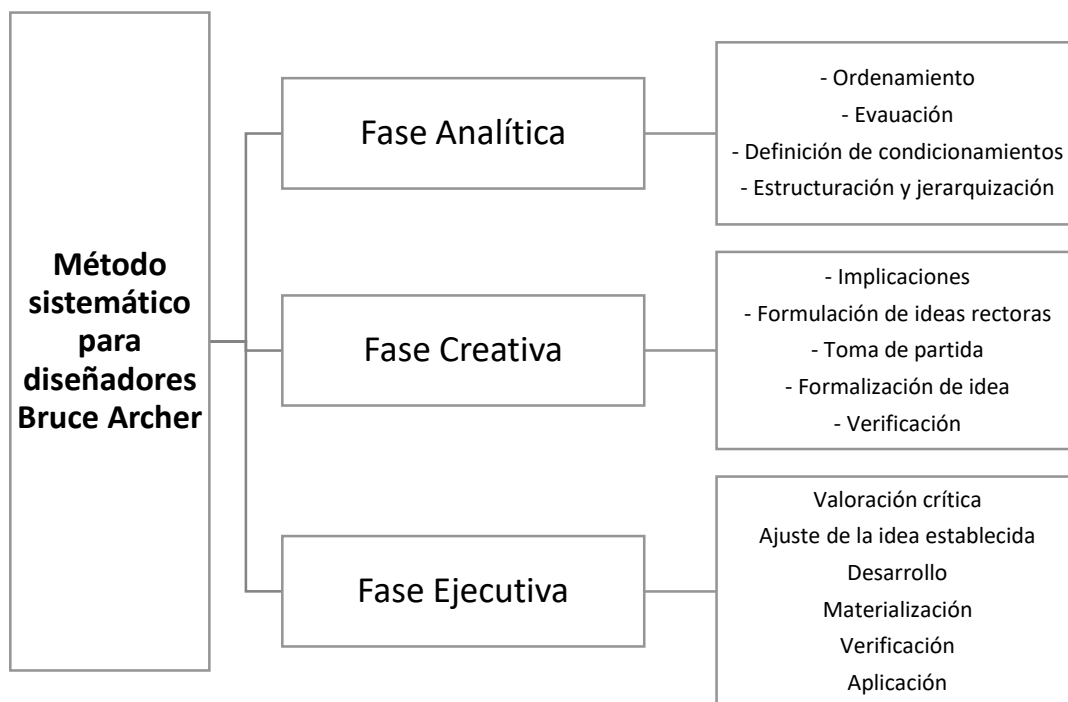 Método
sistemático
para
diseñadores
Bruce Archer
Fase Analítica
- Ordenamiento
- Evauación
- Definición de condicionamientos
- Estructuración y jerarquización
Fase Creativa
- Implicaciones
- Formulación de ideas rectoras
- Toma de partida
- Formalización de idea
- Verificación
Fase Ejecutiva
Valoración crítica
Ajuste de la idea establecida
Desarrollo
Materialización
Verificación
Aplicación